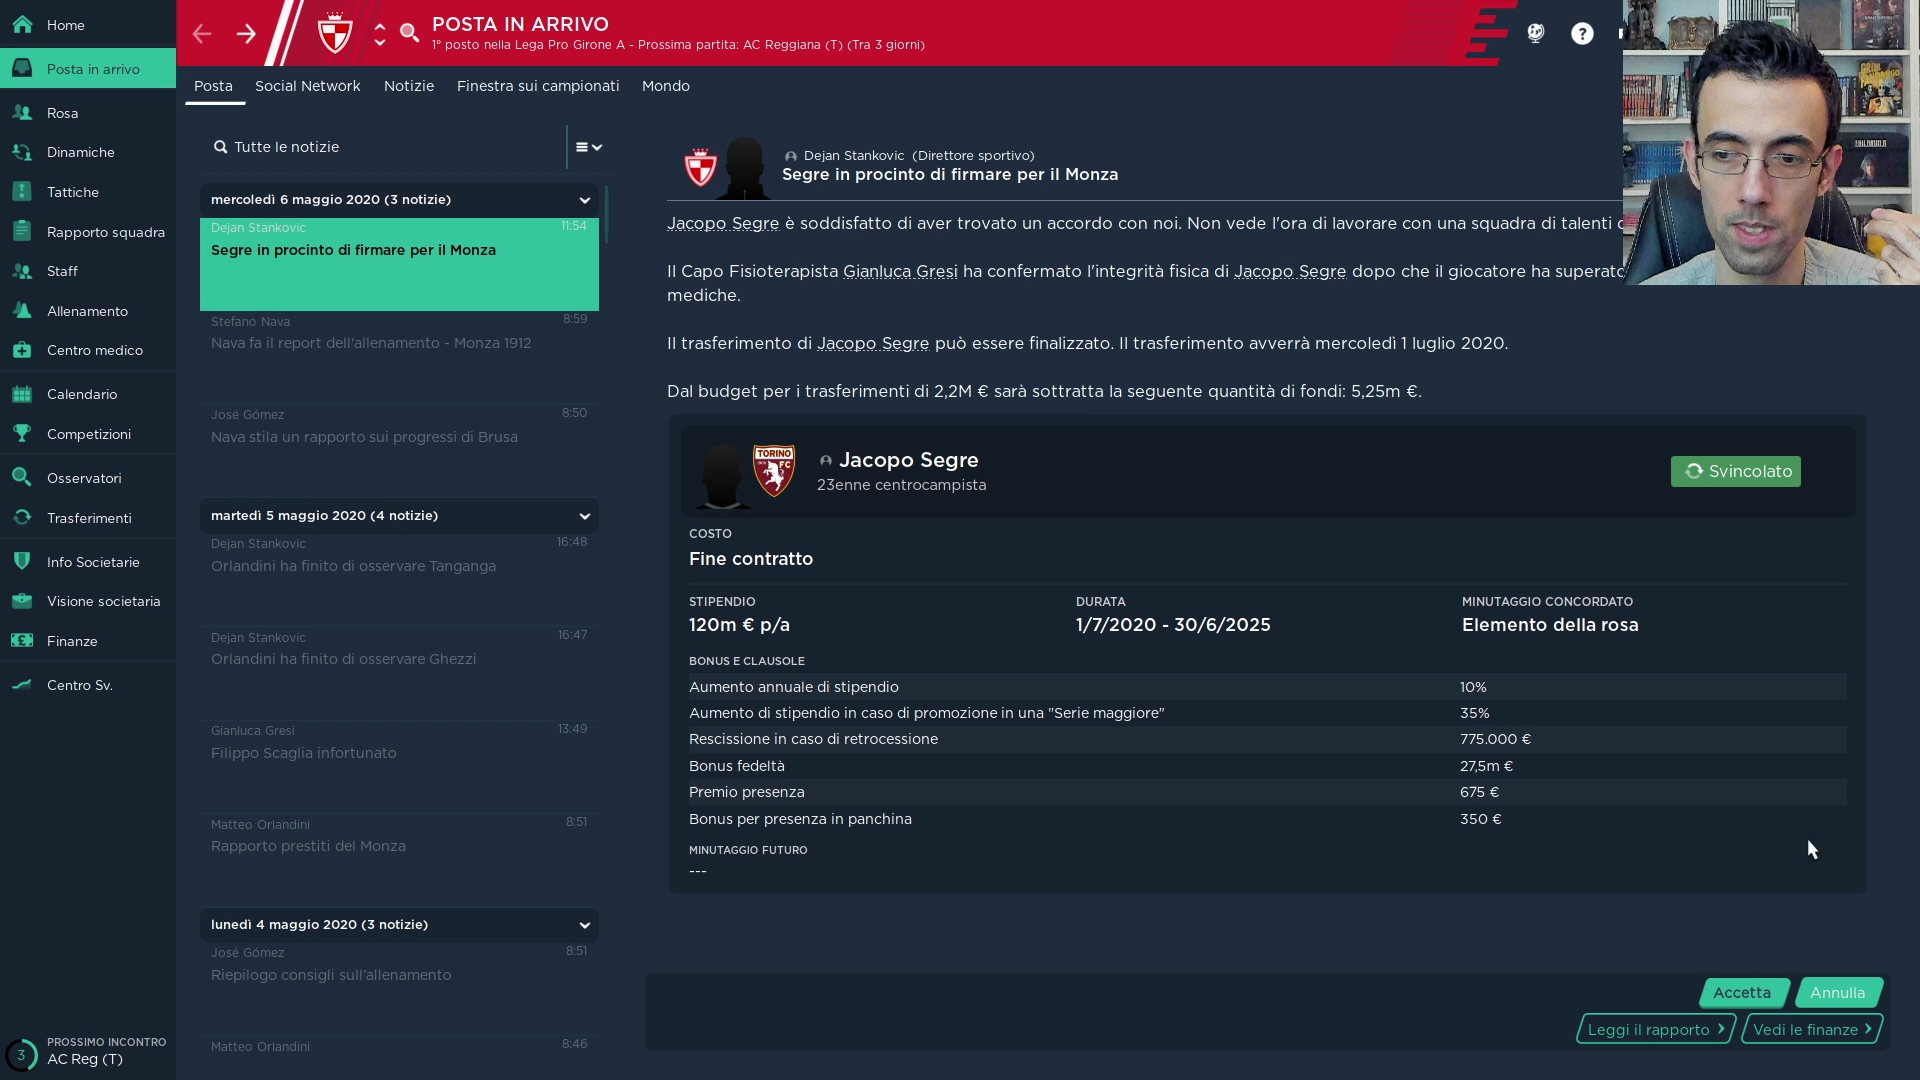 Home
Posta in arrivo
Rosa
Dinamiche
Tattiche
Rapporto squadra
Staff
Allenamento
Centro medico
Calendario
Competizioni
Osservatori
Trasferimenti
Info Societarie
Visione societaria
Finanze
Centro Sv.
3
PROSSIMO INCONTRO
AC Reg (T)
POSTA IN ARRIVO
1° posto nella Lega Pro Girone A - Prossima partita: AC Reggiana (T) (Tra 3 giorni)
?
Posta Social Network Notizie Finestra sui campionati Mondo
Tutte le notizie
mercoledì 6 maggio 2020 (3 notizie)
Dejan Stankovic 11:54
Segre in procinto di firmare per il Monza
Stefano Nava 8:59
Nava fa il report dell'allenamento - Monza 1912
José Gómez 8:50
Nava stila un rapporto sui progressi di Brusa
martedì 5 maggio 2020 (4 notizie)
Dejan Stankovic 16:48
Orlandini ha finito di osservare Tanganga
Dejan Stankovic 16:47
Orlandini ha finito di osservare Ghezzi
Gianluca Gresi 13:49
Filippo Scaglia infortunato
Matteo Orlandini 8:51
Rapporto prestiti del Monza
lunedì 4 maggio 2020 (3 notizie)
José Gómez 8:51
Riepilogo consigli sull'allenamento
Matteo Orlandini 8:46
Dejan Stankovic (Direttore sportivo)
Segre in procinto di firmare per il Monza
Jacopo Segre è soddisfatto di aver trovato un accordo con noi. Non vede l'ora di lavorare con una squadra di talenti
Il Capo Fisioterapista Gianluca Gresi ha confermato l'integrità fisica di Jacopo Segre dopo che il giocatore ha superato
mediche.
Il trasferimento di Jacopo Segre può essere finalizzato. Il trasferimento avverrà mercoledì 1 luglio 2020.
Dal budget per i trasferimenti di 2,2M € sarà sottratta la seguente quantità di fondi: 5,25m €.
TORINO
FC
Jacopo Segre
23enne centrocampista
Svincolato
COSTO
Fine contratto
STIPENDIO DURATA MINUTAGGIO CONCORDATO
120m € p/a 1/7/2020 - 30/6/2025 Elemento della rosa
BONUS E CLAUSOLE
Aumento annuale di stipendio 10%
Aumento di stipendio in caso di promozione in una "Serie maggiore" 35%
Rescissione in caso di retrocessione 775.000 €
Bonus fedeltà 27,5m €
Premio presenza 675 €
Bonus per presenza in panchina 350 €
MINUTAGGIO FUTURO
---
Accetta Annulla
Leggi il rapporto Vedi le finanze
GRIM
FANDANGO